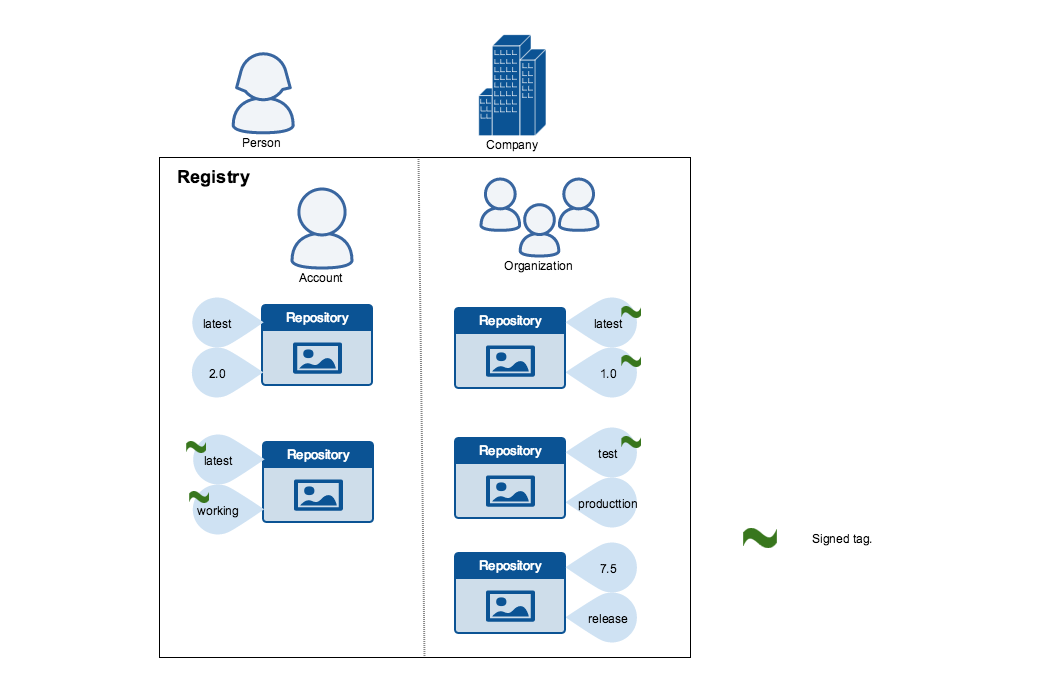 Person
Company
Registry
Account
Organization
Repository
latest
2.0
Repository
latest
working
Repository
latest
1.0
Repository
test
producttion
Repository
7.5
release
Signed tag.